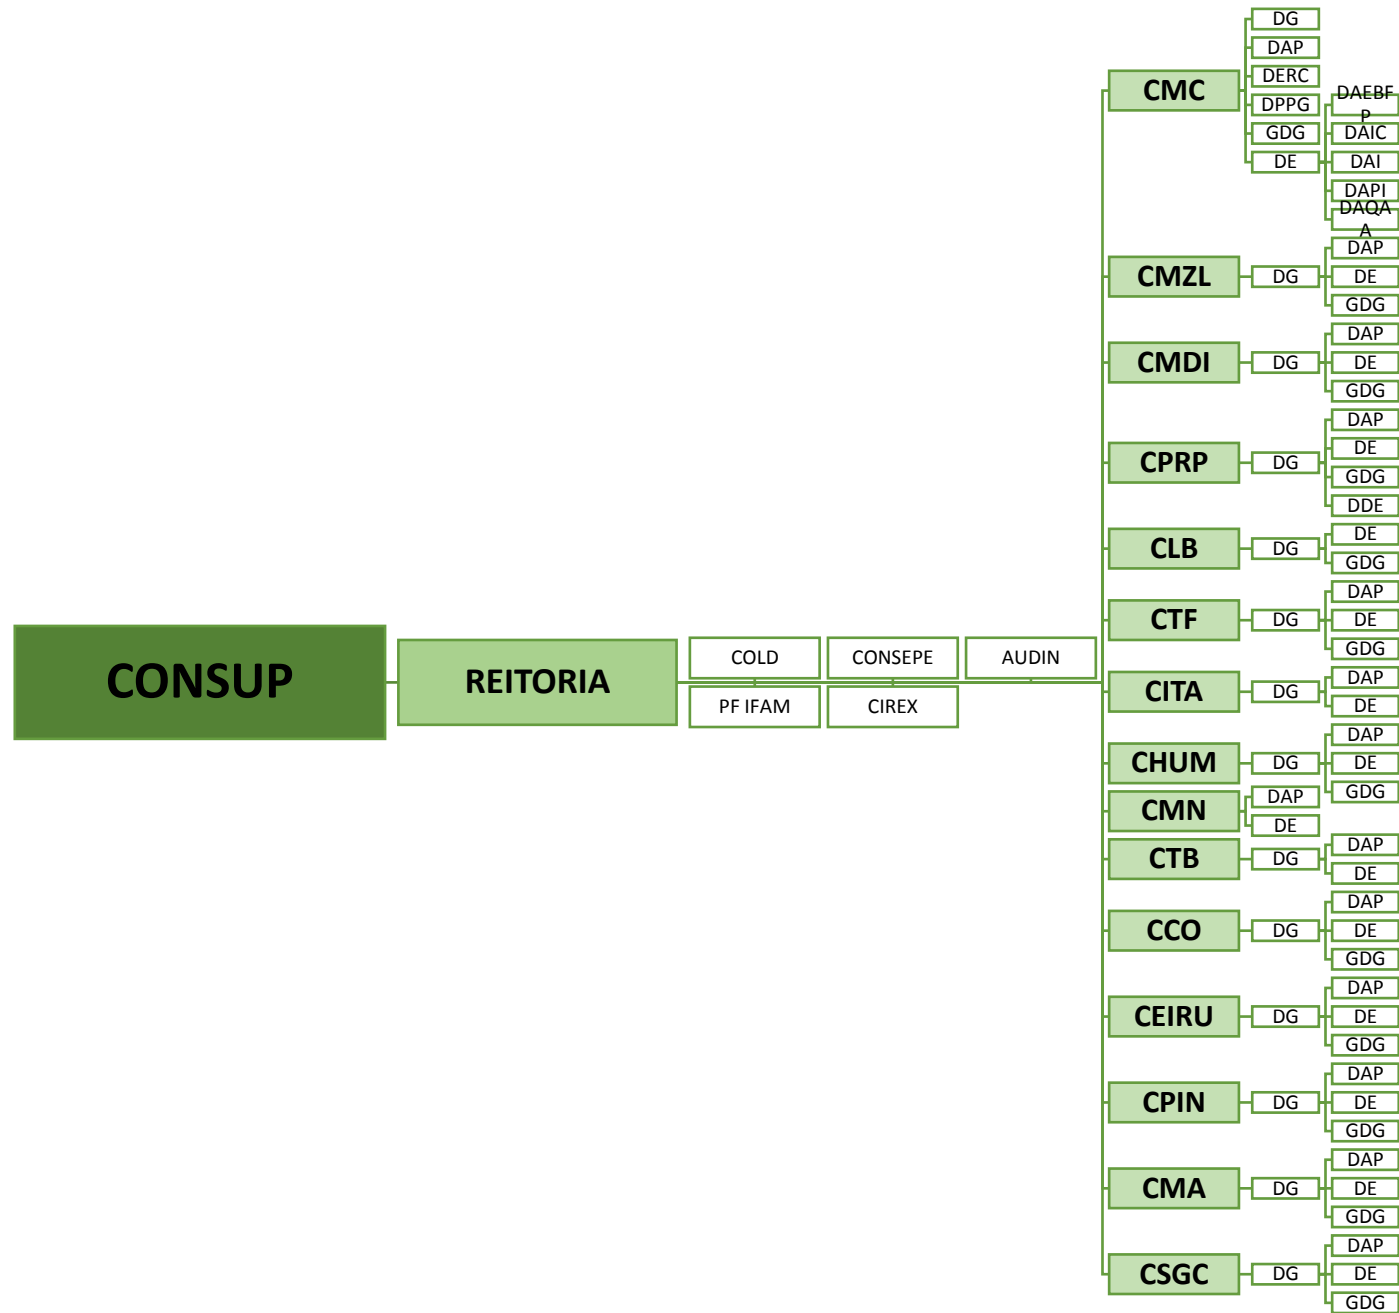 CONSUP
REITORIA
COLD
CONSEPE
AUDIN
PF IFAM
CIREX
CMC
DG
DAP
DERC
DPPG
GDG
DE
DAEBF
P
DAIC
DAI
DAPI
DAQA
A
CMZL
DG
DAP
DE
GDG
CMDI
DG
DAP
DE
GDG
CPRP
DG
DAP
DE
GDG
DDE
CLB
DG
DE
GDG
CTF
DG
DAP
DE
GDG
CITA
DG
DAP
DE
CHUM
DG
DAP
DE
GDG
CMN
DAP
DE
CTB
DG
DAP
DE
CCO
DG
DAP
DE
GDG
CEIRU
DG
DAP
DE
GDG
CPIN
DG
DAP
DE
GDG
CMA
DG
DAP
DE
GDG
CSGC
DG
DAP
DE
GDG